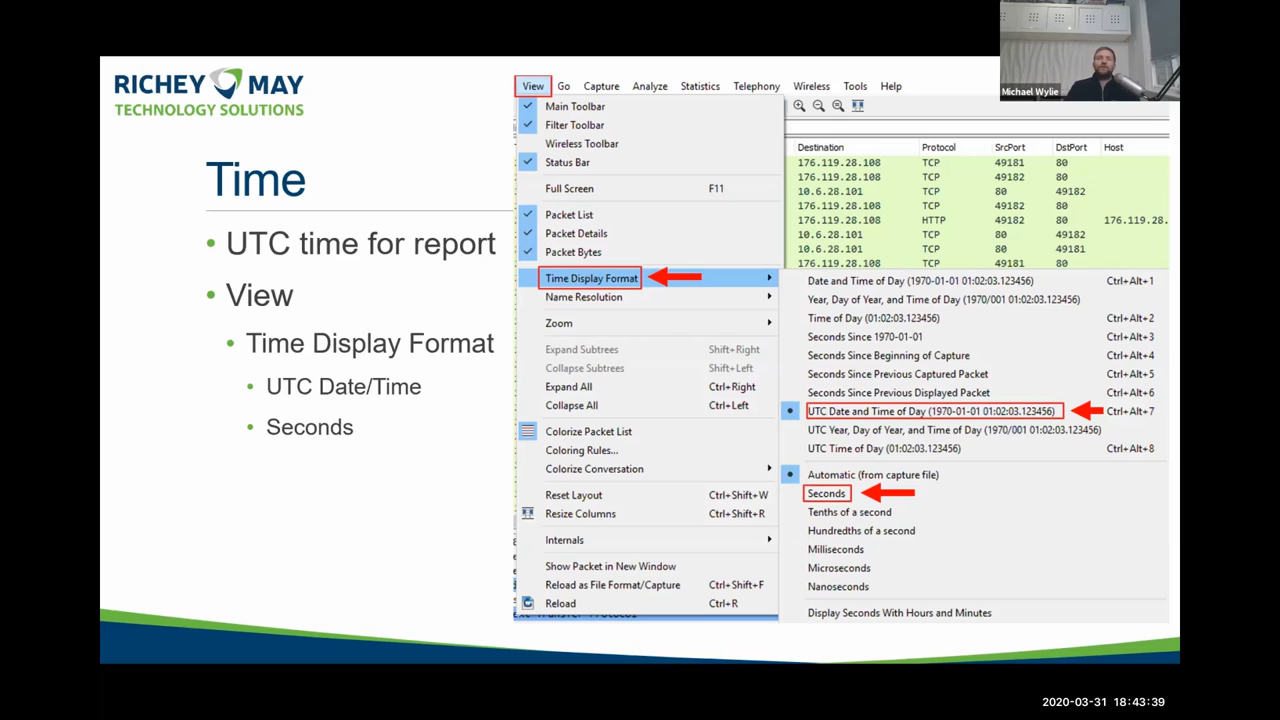 RICHEY MAY
TECHNOLOGY SOLUTIONS
Time
• UTC time for report
• View
• Time Display Format
• UTC Date/Time
• Seconds
View Go Capture Analyze Statistics Telephony Wireless Tools Help
Main Toolbar
Filter Toolbar
Wireless Toolbar
Status Bar
Full Screen F11
Packet List
Packet Details
Packet Bytes
Time Display Format
Name Resolution
Zoom
Expand Subtrees Shift+Right
Collapse Subtrees Shift+Left
Expand All Ctrl+Right
Collapse All Ctrl+Left
Colorize Packet List
Coloring Rules...
Colorize Conversation
Reset Layout Ctrl+Shift+W
Resize Columns Ctrl+Shift+R
Internals
Show Packet in New Window
Reload as File Format/Capture Ctrl+Shift+F
Reload Ctrl+R
Destination Protocol SrcPort DstPort Host
176.119.28.108 TCP 49181 80
176.119.28.108 TCP 49182 80
10.6.28.101 TCP 80 49182
176.119.28.108 TCP 49182 80
176.119.28.108 HTTP 49182 80 176.119.28.
10.6.28.101 TCP 80 49182
10.6.28.101 TCP 80 49181
176.119.28.108 TCP 49182 80
Date and Time of Day (1970-01-01 01:02:03.123456) Ctrl+Alt+1
Year, Day of Year, and Time of Day (1970/001 01:02:03.123456)
Time of Day (01:02:03.123456) Ctrl+Alt+2
Seconds Since 1970-01-01 Ctrl+Alt+3
Seconds Since Beginning of Capture Ctrl+Alt+4
Seconds Since Previous Captured Packet Ctrl+Alt+5
Seconds Since Previous Displayed Packet Ctrl+Alt+6
UTC Date and Time of Day (1970-01-01 01:02:03.123456) Ctrl+Alt+7
UTC Year, Day of Year, and Time of Day (1970/001 01:02:03.123456)
UTC Time of Day (01:02:03.123456) Ctrl+Alt+8
Automatic (from capture file)
Seconds
Tenths of a second
Hundredths of a second
Milliseconds
Microseconds
Nanoseconds
Display Seconds With Hours and Minutes
Michael Wylie
2020-03-31 18:43:39